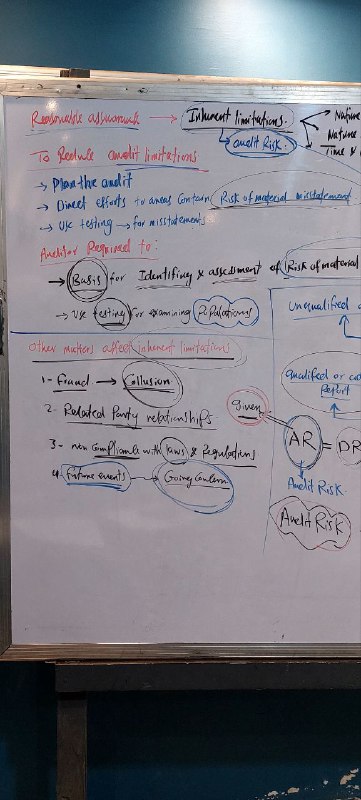 Reasonable assurance → Inherent limitations.
→ Nature
Nature
Time &
audit Risk.
To Reduce audit limitations
→ Plan the audit
→ Direct efforts to areas contain Risk of material misstatement
→ Use testing → for misstatements
Auditor Required to:
→ Basis for Identifing & assessment of Risk of material
→ Use testing for examining Populations
Other matters affect inherent limitations
1- Fraud → Collusion
2- Related Party relationships
3- non compliance with laws & Regulations
4- Future events → Going Concern
Unqualified
Qualified or
Report
Given
AR = DR
Audit Risk.
Audit Risk